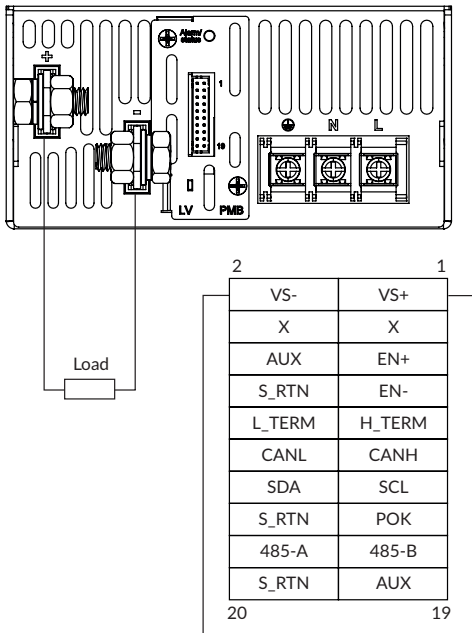 Alarm/
status
+
1
-
N L
19
LV PMB
2 1
VS- VS+
X X
AUX EN+
S_RTN EN-
L_TERM H_TERM
CANL CANH
SDA SCL
S_RTN POK
485-A 485-B
S_RTN AUX
20 19
Load